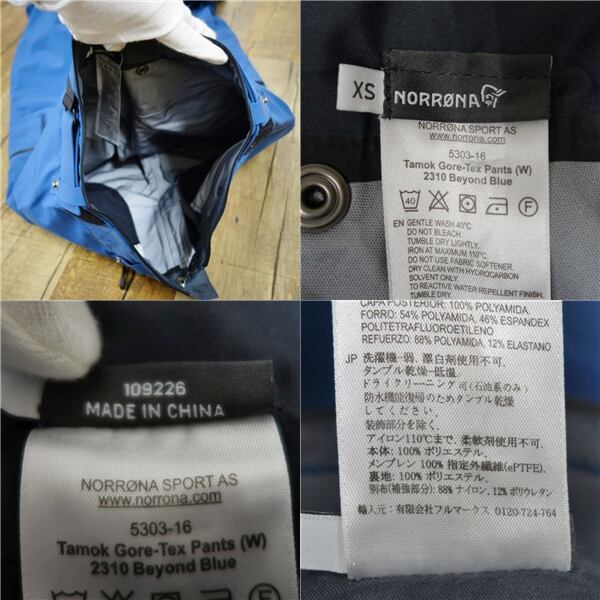 XS
NORRØNA
NORRØNA SPORT AS
5303-16
Tamok Gore-Tex Pants (W)
2310 Beyond Blue
40
EN GENTLE WASH 40°C.
DO NOT BLEACH.
TUMBLE DRY LIGHTLY.
IRON AT MAXIMUM 110°C.
DO NOT USE FABRIC SOFTENER.
DRY CLEAN WITH HYDROCARBON
SOLVENT ONLY.
TO REACTIVE WATER REPELLENT FINISH,
TUMBLE DRY.
109226
MADE IN CHINA
NORRØNA SPORT AS
www.norrona.com
5303-16
Tamok Gore-Tex Pants (W)
2310 Beyond Blue
CAPA POSTERIOR: 100% POLYAMIDA.
FORRO: 54% POLYAMIDA, 46% ESPANDEX
POLITETRAFLUOROETILENO
REFUERZO: 88% POLYAMIDA, 12% ELASTANO
JP 洗濯機-弱. 漂白剤使用不可.
タンブル乾燥-低温.
ドライクリーニング可(石油系のみ)
防水機能復帰のためタンブル乾燥
してください.
装飾部分を除く.
アイロン110℃まで. 柔軟剤使用不可.
本体: 100% ポリエステル.
メンブレン 100% 指定外繊維(ePTFE).
裏地: 100% ポリエステル.
別布(補強部分): 88% ナイロン, 12% ポリウレタン
輸入元: 有限会社フルマークス 0120-724-764